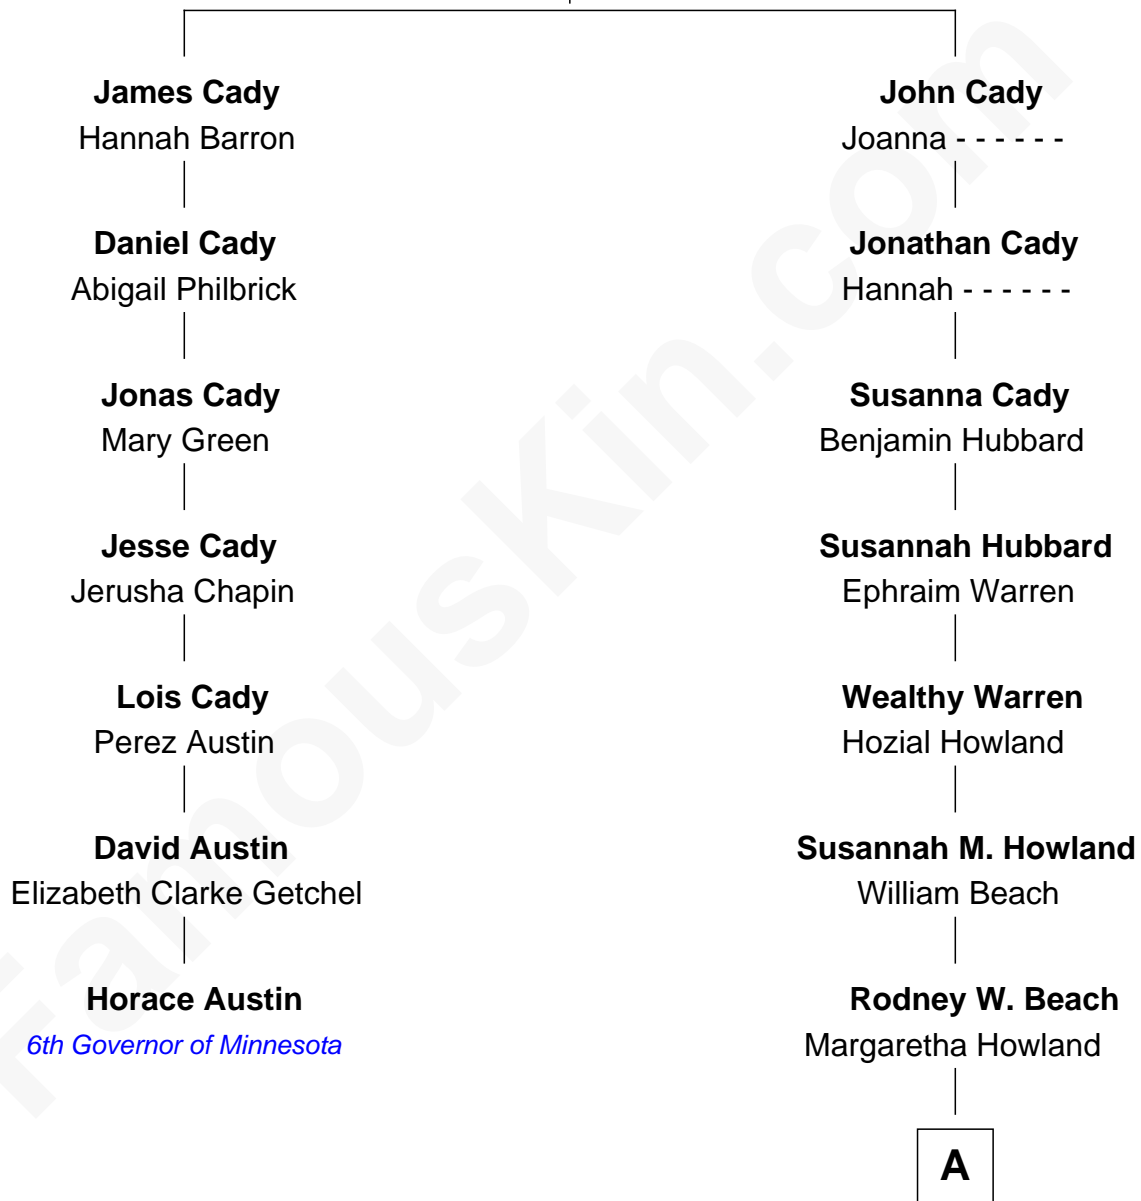 James Cady
Hannah Barron
Daniel Cady
Abigail Philbrick
Jonas Cady
Mary Green
Jesse Cady
Jerusha Chapin
Lois Cady
Perez Austin
David Austin
Elizabeth Clarke Getchel
Horace Austin
6th Governor of Minnesota
John Cady
Joanna - - - - - -
Jonathan Cady
Hannah - - - - - -
Susanna Cady
Benjamin Hubbard
Susannah Hubbard
Ephraim Warren
Wealthy Warren
Hozial Howland
Susannah M. Howland
William Beach
Rodney W. Beach
Margaretha Howland
A
FamousKin.com